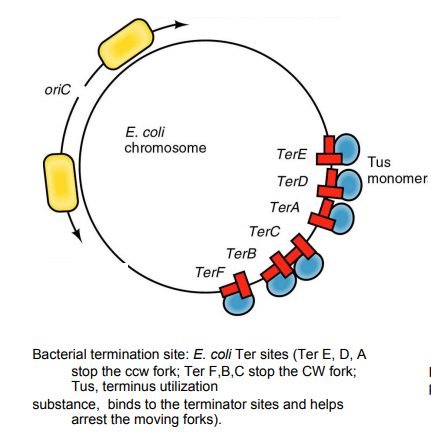 oriC
E. coli
chromosome
TerE
Tus
monomer
TerD
TerA
TerC
TerB
TerF
Bacterial termination site: E. coli Ter sites (Ter E, D, A
stop the ccw fork; Ter F,B,C stop the CW fork;
Tus, terminus utilization
substance, binds to the terminator sites and helps
arrest the moving forks).